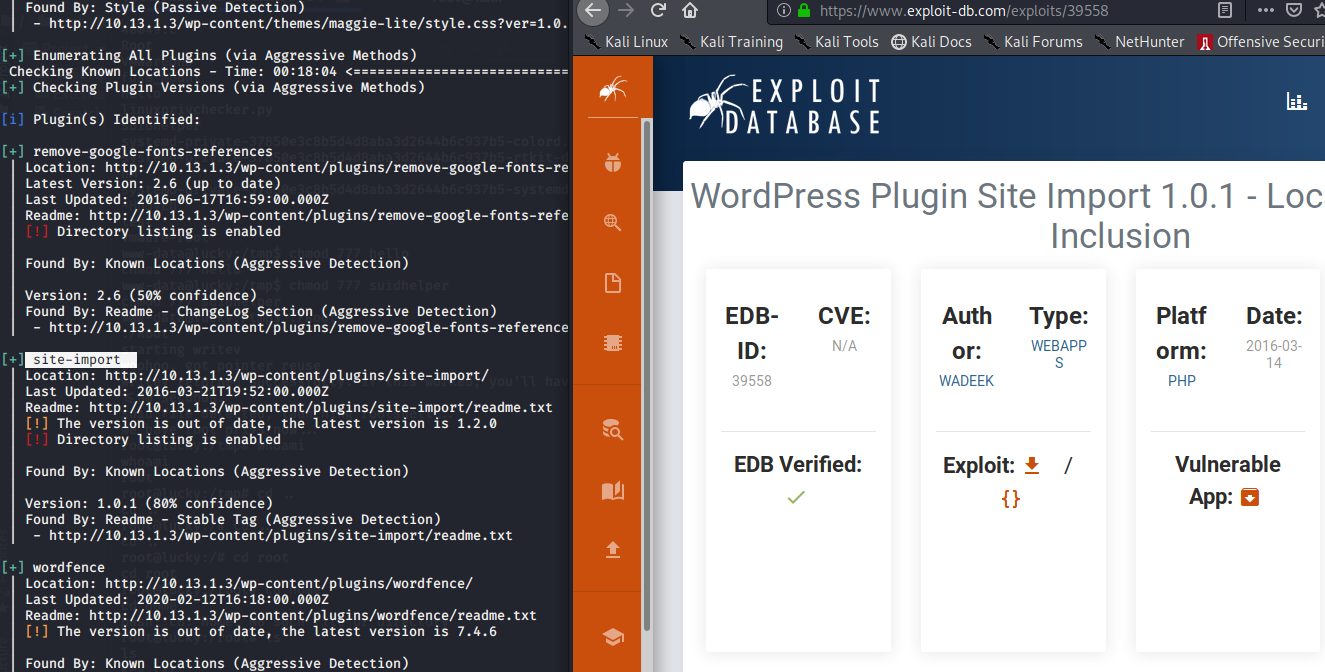 Found By: Style (Passive Detection)
- http://10.13.1.3/wp-content/themes/maggie-lite/style.css?ver=1.0.
[+] Enumerating All Plugins (via Aggressive Methods)
Checking Known Locations - Time: 00:18:04 <============================
[+] Checking Plugin Versions (via Aggressive Methods)
[i] Plugin(s) Identified:
[+] remove-google-fonts-references
Location: http://10.13.1.3/wp-content/plugins/remove-google-fonts-re
Latest Version: 2.6 (up to date)
Last Updated: 2016-06-17T16:59:00.000Z
Readme: http://10.13.1.3/wp-content/plugins/remove-google-fonts-refe
[!] Directory listing is enabled
Found By: Known Locations (Aggressive Detection)
Version: 2.6 (50% confidence)
Found By: Readme - ChangeLog Section (Aggressive Detection)
- http://10.13.1.3/wp-content/plugins/remove-google-fonts-reference
[+] site-import
Location: http://10.13.1.3/wp-content/plugins/site-import/
Last Updated: 2016-03-21T19:52:00.000Z
Readme: http://10.13.1.3/wp-content/plugins/site-import/readme.txt
[!] The version is out of date, the latest version is 1.2.0
[!] Directory listing is enabled
Found By: Known Locations (Aggressive Detection)
Version: 1.0.1 (80% confidence)
Found By: Readme - Stable Tag (Aggressive Detection)
- http://10.13.1.3/wp-content/plugins/site-import/readme.txt
[+] wordfence
Location: http://10.13.1.3/wp-content/plugins/wordfence/
Last Updated: 2020-02-12T16:18:00.000Z
Readme: http://10.13.1.3/wp-content/plugins/wordfence/readme.txt
[!] The version is out of date, the latest version is 7.4.6
Found By: Known Locations (Aggressive Detection)
https://www.exploit-db.com/exploits/39558
Kali Linux Kali Training Kali Tools Kali Docs Kali Forums NetHunter Offensive Securi
EXPLOIT
DATABASE
WordPress Plugin Site Import 1.0.1 - Loc
Inclusion
EDB-
ID:
39558
CVE:
N/A
Auth
or:
WADEEK
Type:
WEBAPP
S
Platf
orm:
PHP
Date:
2016-03-
14
EDB Verified:
Exploit: /
{}
Vulnerable
App: